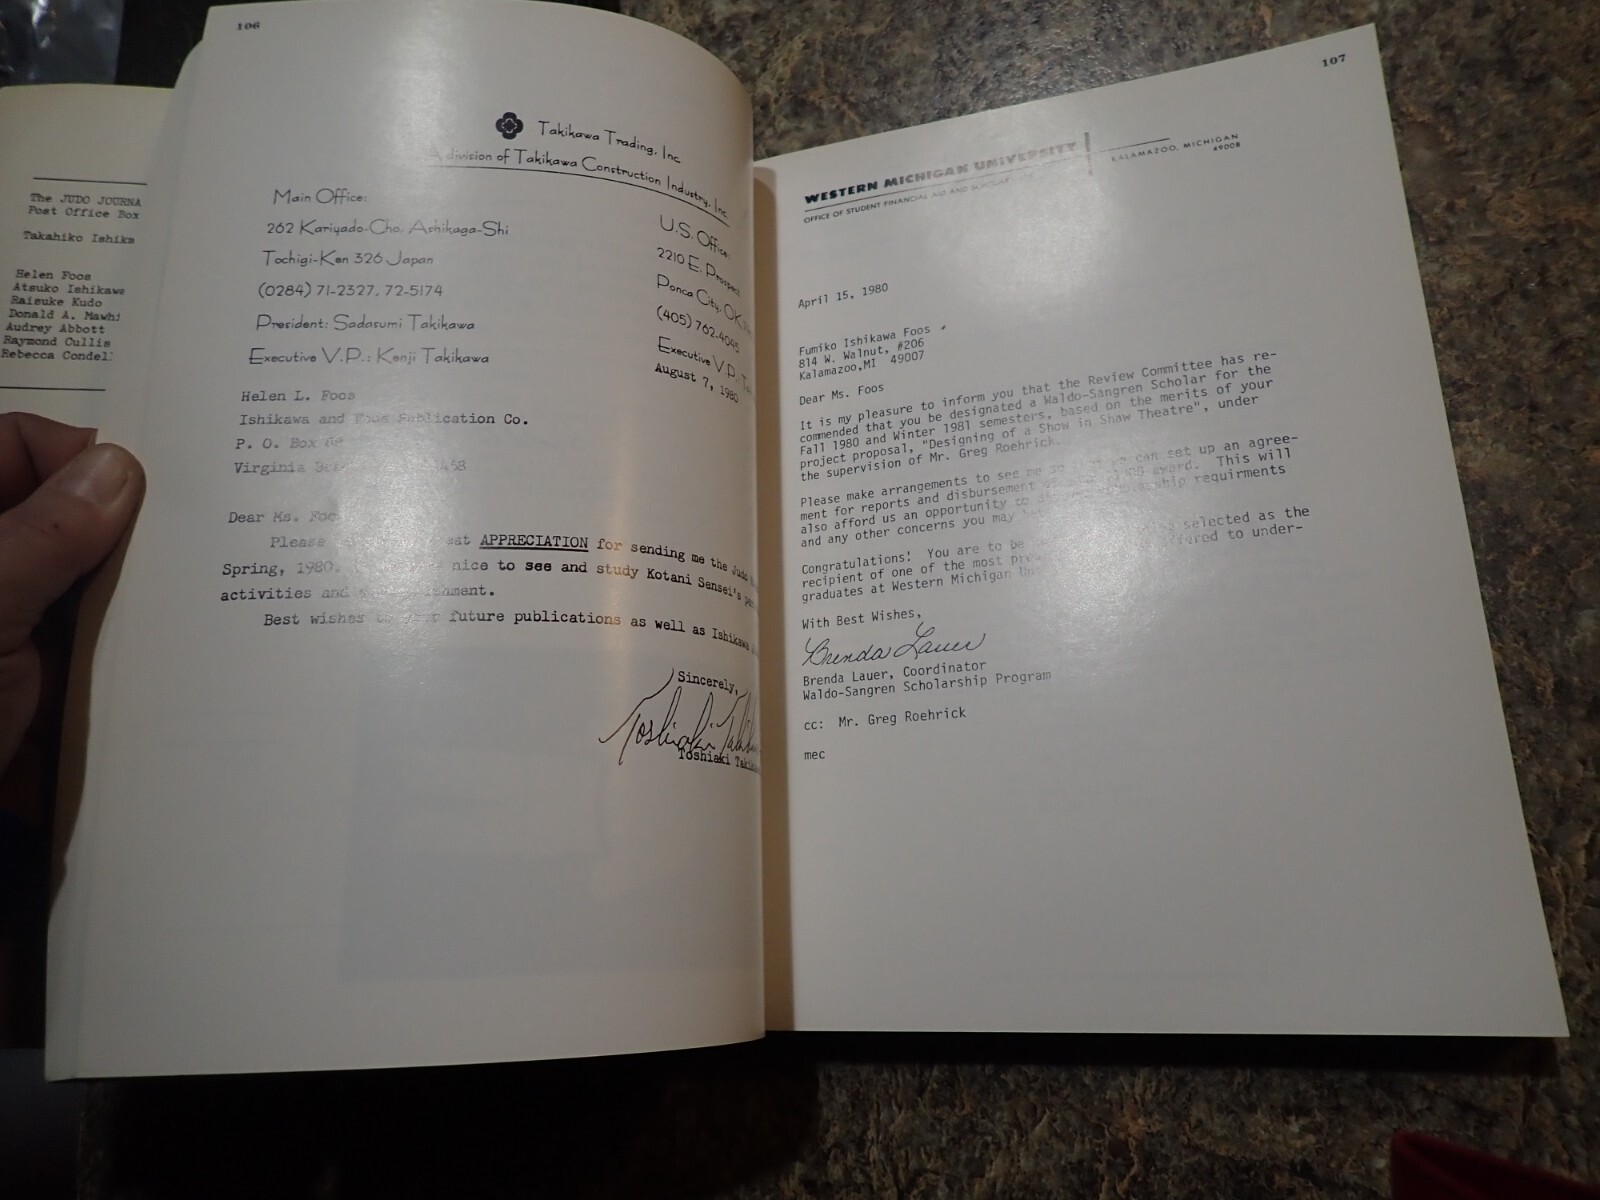 The JUDO JOURNA
Post Office Box
Takahiko Ishikawa
Helen Foos
Atsuko Ishikawa
Raisuke Kudo
Donald A. Mawhi
Audrey Abbott
Raymond Cullis
Rebecca Condell
106
Takikawa Trading, Inc.
A division of Takikawa Construction Industry, Inc.
Main Office:
262 Kariyado-Cho, Ashikaga-Shi
Tochigi-Ken 326 Japan
(0284) 71-2327, 72-5174
President: Sadasumi Takikawa
Executive V.P.: Kenji Takikawa
U.S. Office:
2210 E. Prospect
Ponca City, OK
(405) 762-4045
Executive V.P.
August 7, 1980
Helen L. Foos
Ishikawa and Foos Publication Co.
P. O. Box
Virginia
Dear Ms.
Please APPRECIATION for sending me the Judo
Spring, 1980. nice to see and study Kotani Sensei's
activities and
Best wishes future publications as well as Ishikawa
Sincerely,
Toshiaki
Toshiaki
107
WESTERN MICHIGAN UNIVERSITY
KALAMAZOO, MICHIGAN
49008
OFFICE OF STUDENT FINANCIAL AID AND
April 15, 1980
Fumiko Ishikawa Foos
814 W. Walnut, #206
Kalamazoo,MI 49007
Dear Ms. Foos
It is my pleasure to inform you that the Review Committee has re-
commended that you be designated a Waldo-Sangren Scholar for the
Fall 1980 and Winter 1981 semesters, based on the merits of your
project proposal, "Designing of a Show in Shaw Theatre", under
the supervision of Mr. Greg Roehrick.
Please make arrangements to see me so that we can set up an agree-
ment for reports and disbursement award. This will
also afford us an opportunity to requirments
and any other concerns you may
Congratulations! You are to be selected as the
recipient of one of the most offered to under-
graduates at Western Michigan
With Best Wishes,
Brenda Lauer
Brenda Lauer, Coordinator
Waldo-Sangren Scholarship Program
cc: Mr. Greg Roehrick
mec